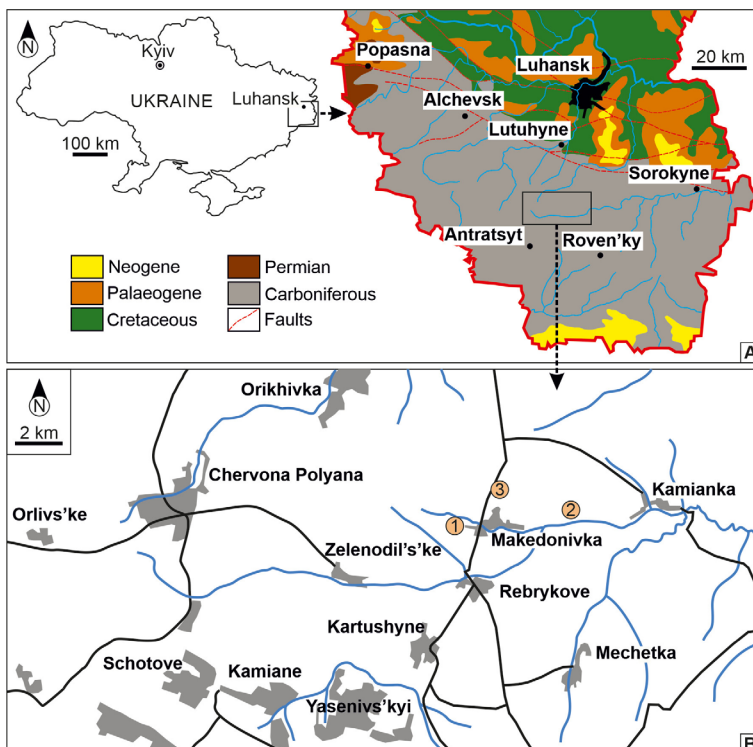 N
Kyiv
UKRAINE
Luhansk
100 km
Popasna
Luhansk
20 km
Alchevsk
Lutuhyne
Sorokyne
Antratsyt
Roven'ky
Neogene
Permian
Palaeogene
Carboniferous
Cretaceous
Faults
A
N
2 km
Orikhivka
Chervona Polyana
Orlivs'ke
3
Kamianka
1
2
Makedonivka
Zelenodil's'ke
Rebrykove
Kartushyne
Mechetka
Schotove
Kamiane
Yasenivs'kyi
B